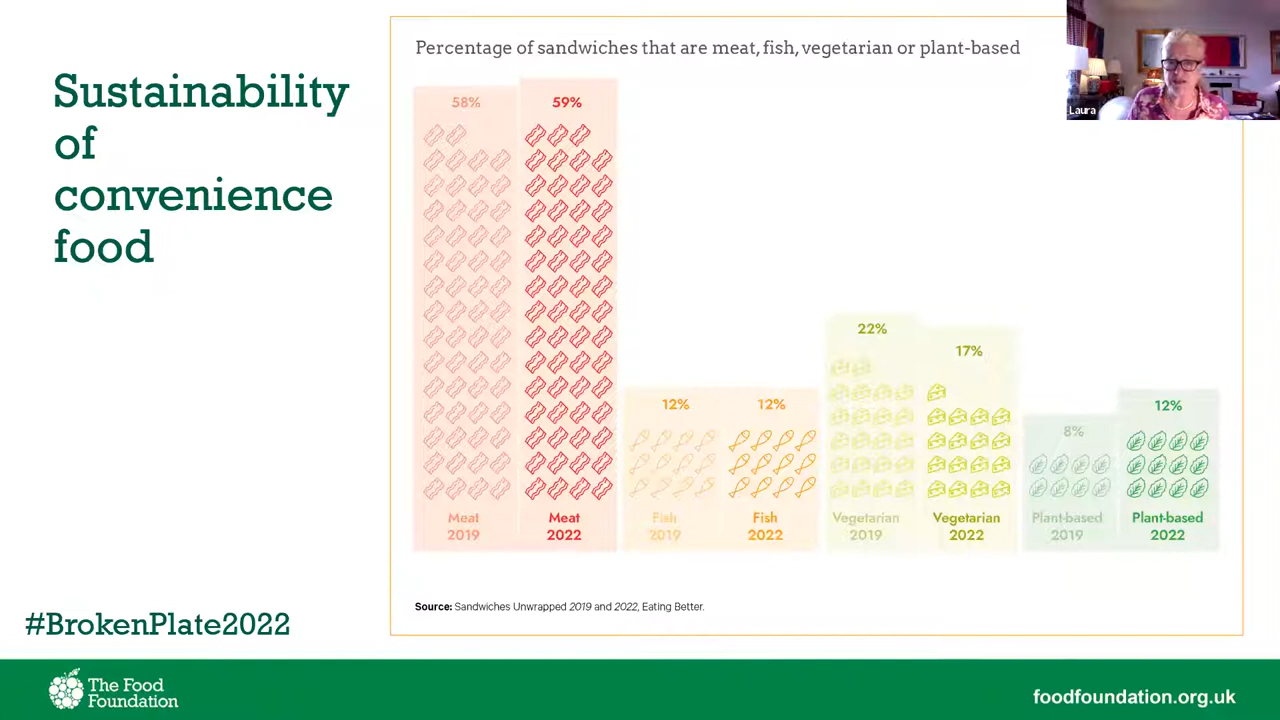 Sustainability
of
convenience
food
Percentage of sandwiches that are meat, fish, vegetarian or plant-based
Laura
58%
59%
12%
12%
22%
17%
8%
12%
Meat
2019
Meat
2022
Fish
2019
Fish
2022
Vegetarian
2019
Vegetarian
2022
Plant-based
2019
Plant-based
2022
Source: Sandwiches Unwrapped 2019 and 2022, Eating Better.
#BrokenPlate2022
The Food
Foundation
foodfoundation.org.uk